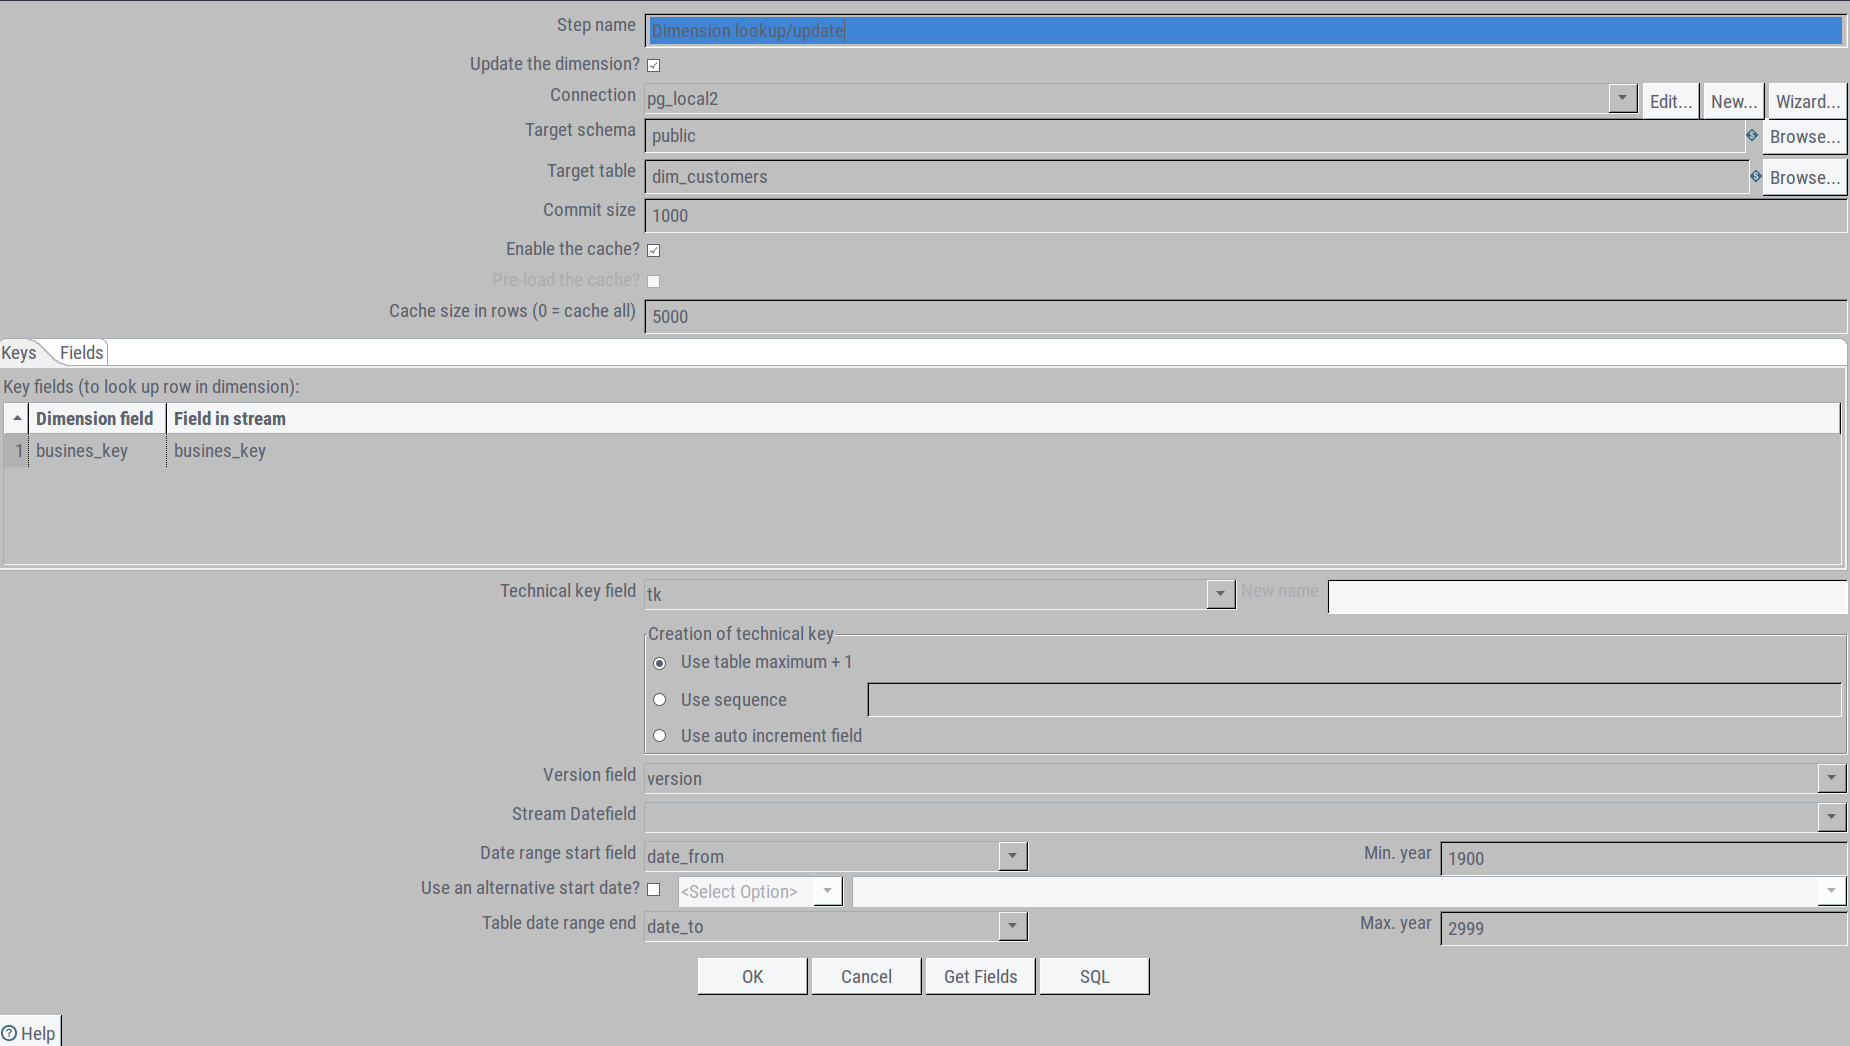 Step name Dimension lookup/update
Update the dimension?
Connection pg_local2 Edit... New... Wizard...
Target schema public Browse...
Target table dim_customers Browse...
Commit size 1000
Enable the cache?
Pre-load the cache?
Cache size in rows (0 = cache all) 5000
Keys Fields
Key fields (to look up row in dimension):
Dimension field Field in stream
1 busines_key busines_key
Technical key field tk New name
Creation of technical key
Use table maximum + 1
Use sequence
Use auto increment field
Version field version
Stream Datefield
Date range start field date_from Min. year 1900
Use an alternative start date? <Select Option>
Table date range end date_to Max. year 2999
OK Cancel Get Fields SQL
Help